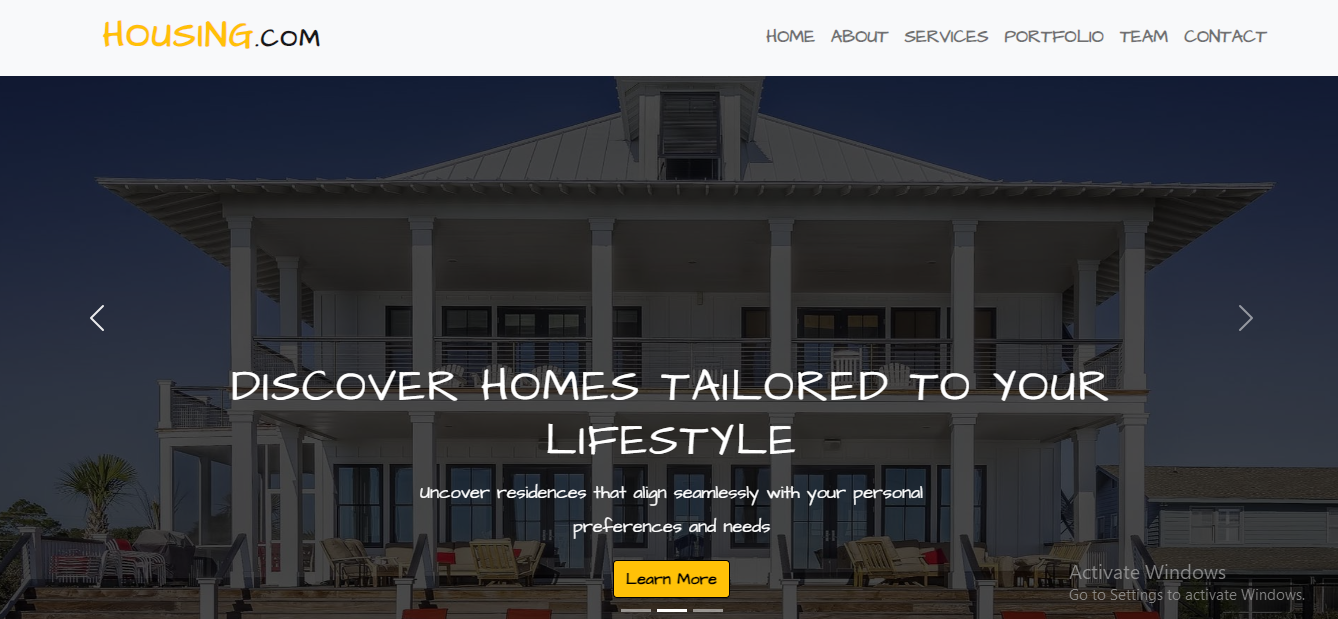 HOUSING.COM
HOME ABOUT SERVICES PORTFOLIO TEAM CONTACT
DISCOVER HOMES TAILORED TO YOUR
LIFESTYLE
Uncover residences that align seamlessly with your personal
preferences and needs
Learn More
Activate Windows
Go to Settings to activate Windows.